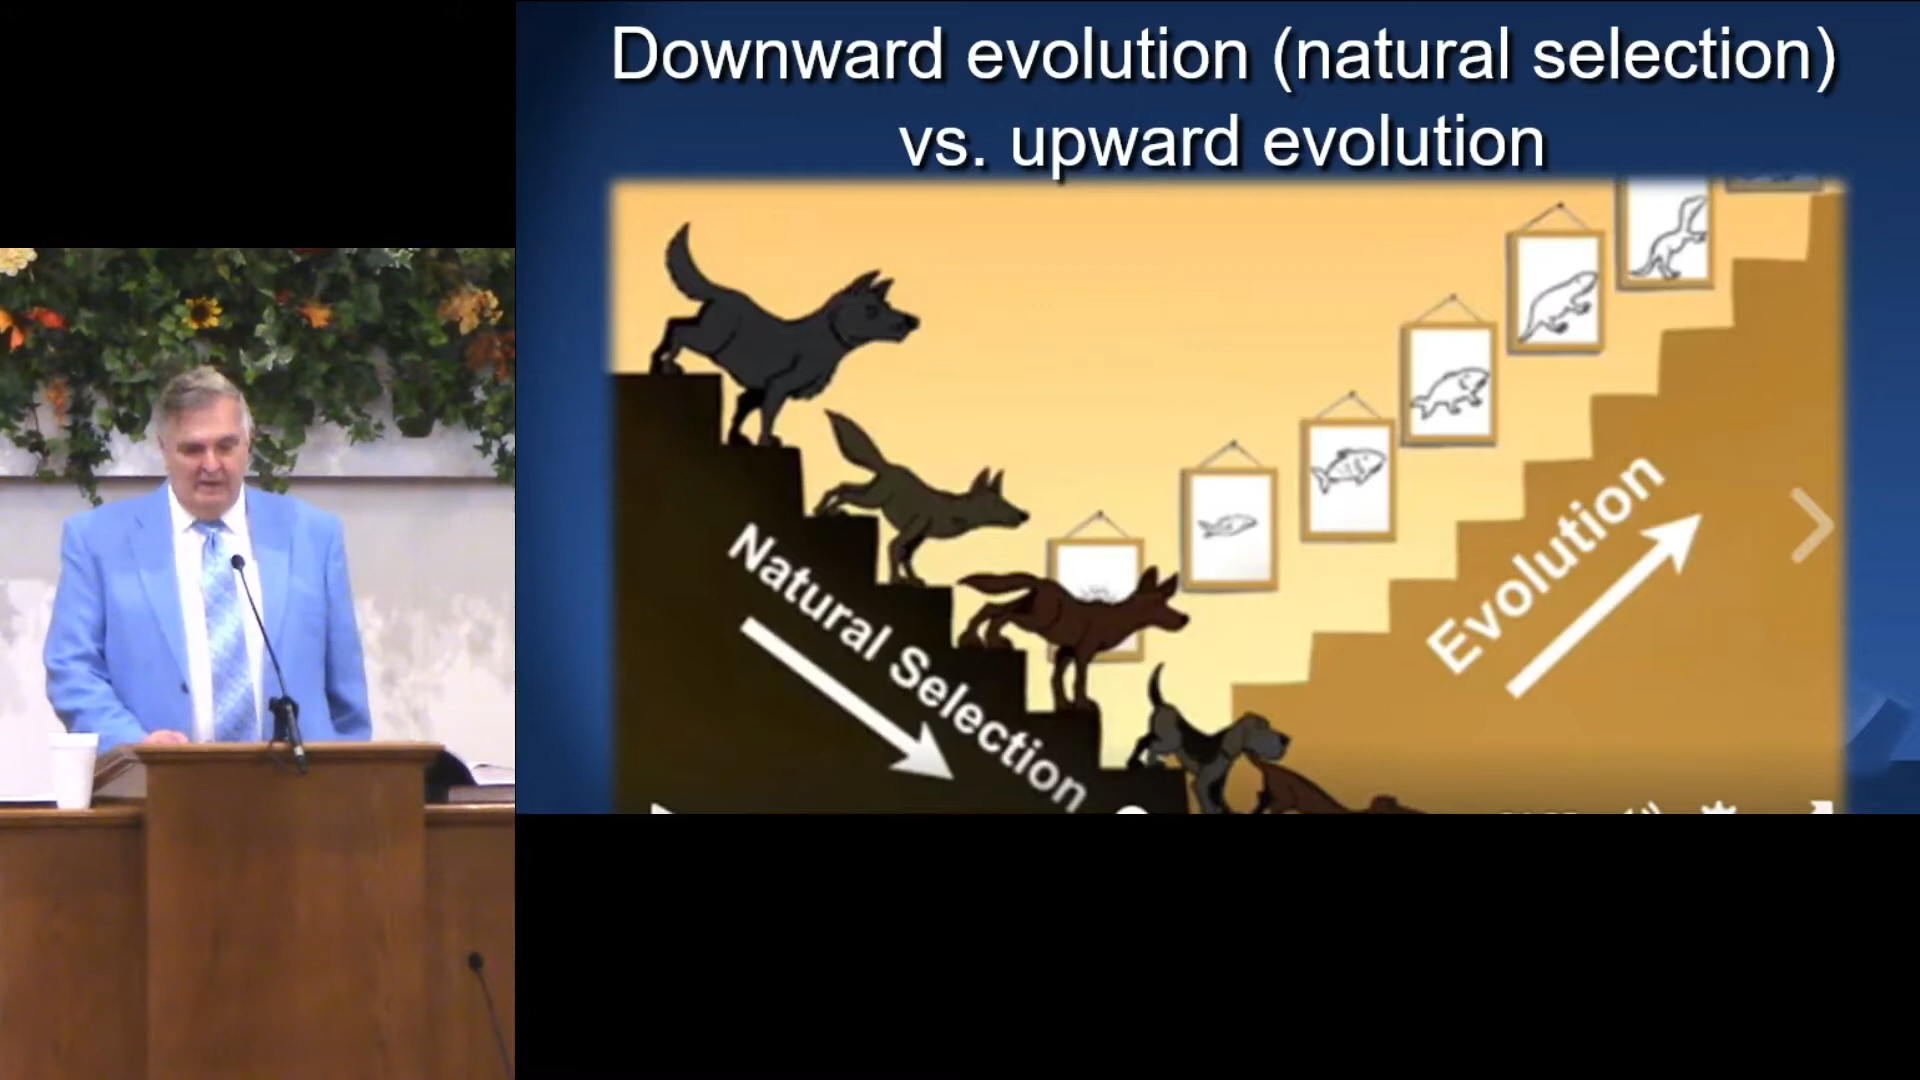 Downward evolution (natural selection)
vs. upward evolution
Natural Selection
Evolution